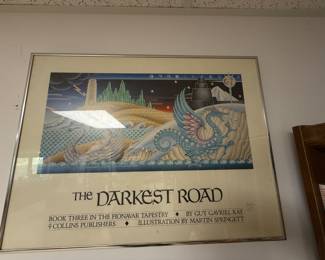 THE DARKEST ROAD
BOOK THREE IN THE FIONAVAR TAPESTRY ♦ BY GUY GAVRIEL KAY
COLLINS PUBLISHERS ♦ ILLUSTRATION BY MARTIN SPRINGETT